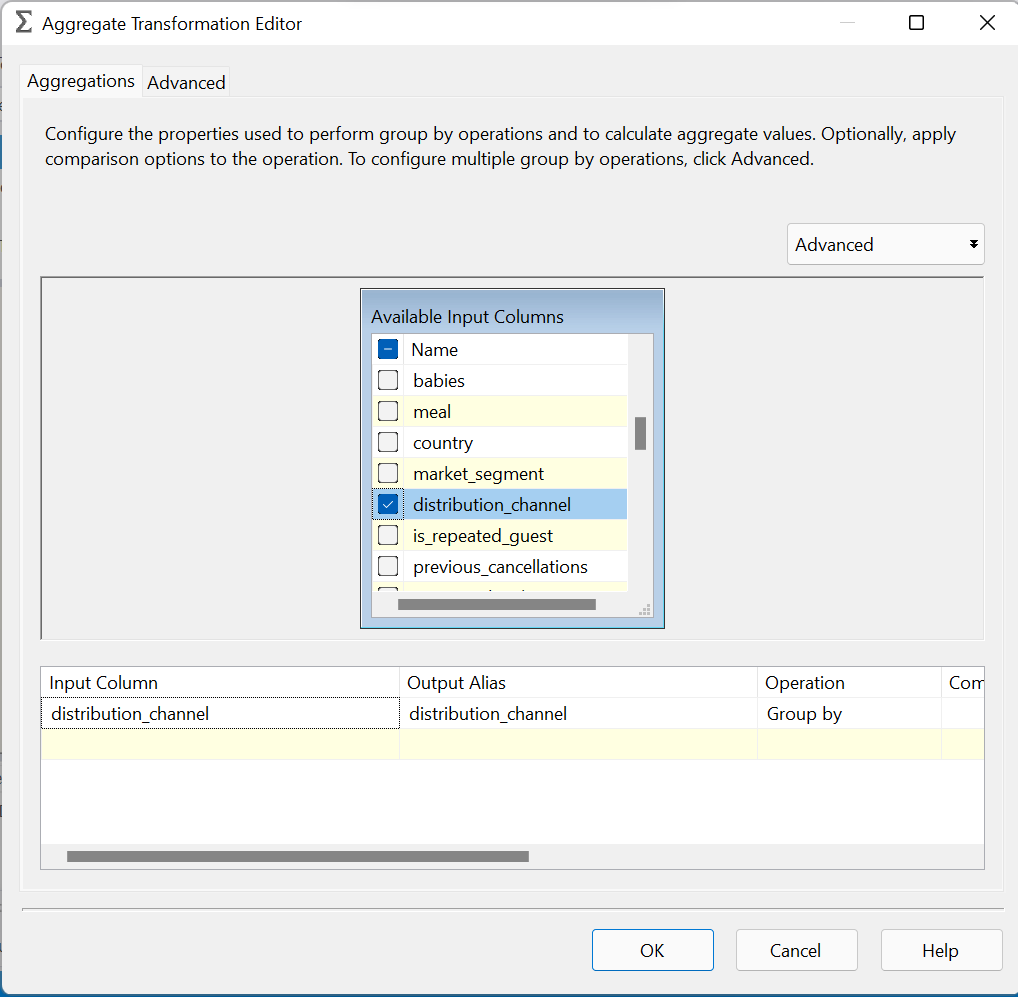 Aggregate Transformation Editor
Aggregations Advanced
Configure the properties used to perform group by operations and to calculate aggregate values. Optionally, apply
comparison options to the operation. To configure multiple group by operations, click Advanced.
Advanced
Available Input Columns
Name
babies
meal
country
market_segment
distribution_channel
is_repeated_guest
previous_cancellations
Input Column Output Alias Operation Com
distribution_channel distribution_channel Group by
OK Cancel Help